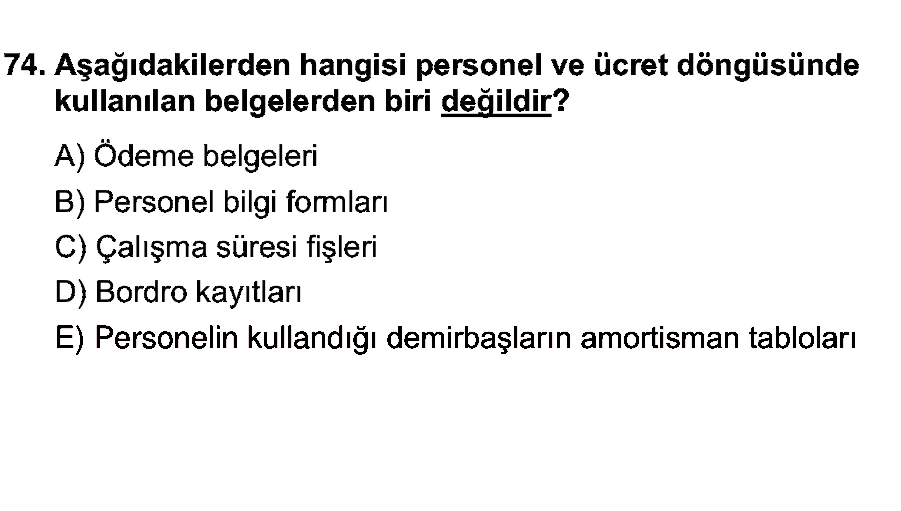 74. Aşağıdakilerden hangisi personel ve ücret döngüsünde
kullanılan belgelerden biri değildir?
A) Ödeme belgeleri
B) Personel bilgi formları
C) Çalışma süresi fişleri
D) Bordro kayıtları
E) Personelin kullandığı demirbaşların amortisman tabloları